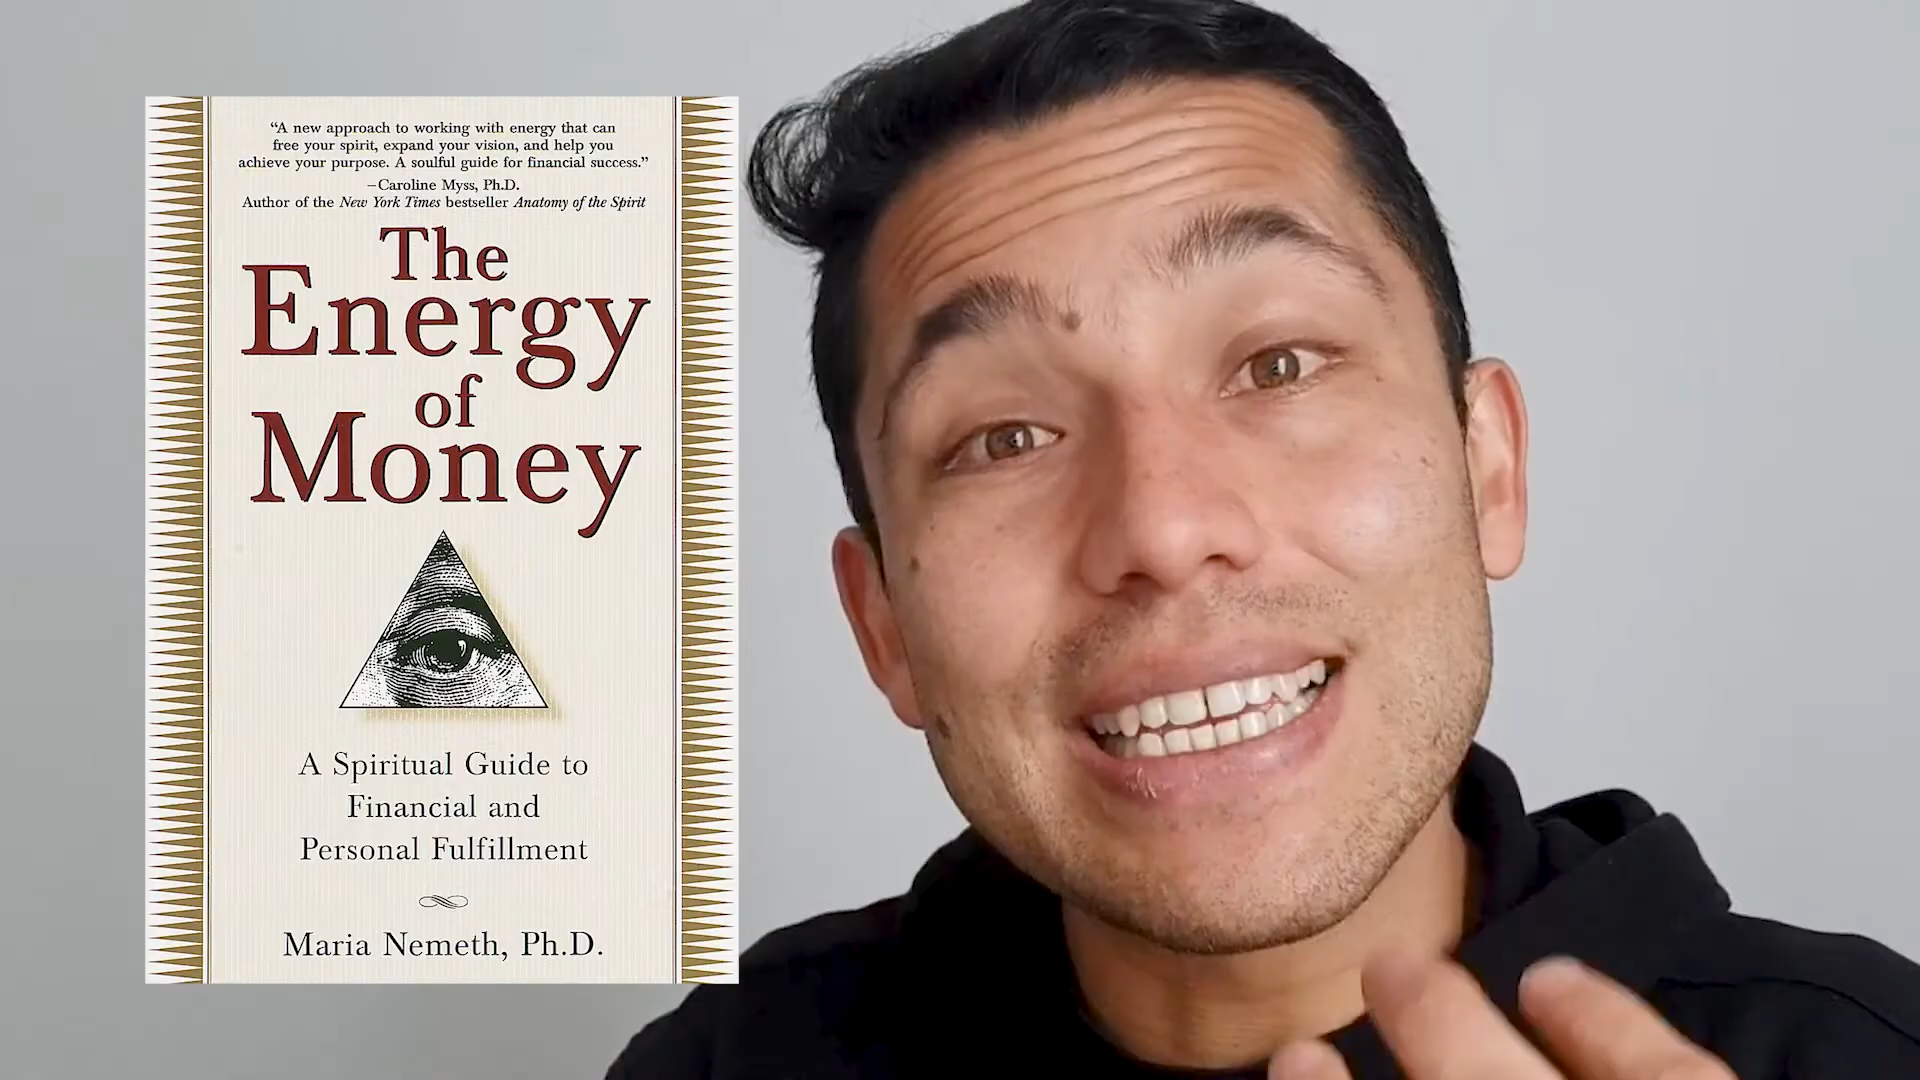 “A new approach to working with energy that can
free your spirit, expand your vision, and help you
achieve your purpose. A soulful guide for financial success.”
–Caroline Myss, Ph.D.
Author of the New York Times bestseller Anatomy of the Spirit
The
Energy
of
Money
A Spiritual Guide to
Financial and
Personal Fulfillment
Maria Nemeth, Ph.D.